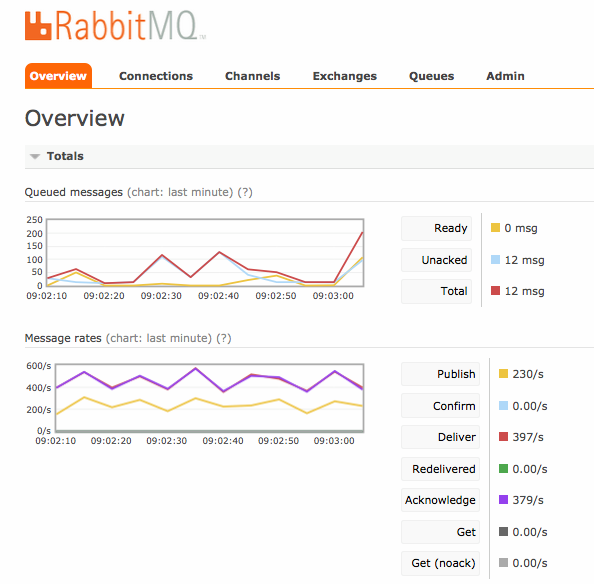 RabbitMQ™
Overview Connections Channels Exchanges Queues Admin
Overview
Totals
Queued messages (chart: last minute) (?)
250
200
150
100
50
0
09:02:10 09:02:20 09:02:30 09:02:40 09:02:50 09:03:00
Ready 0 msg
Unacked 12 msg
Total 12 msg
Message rates (chart: last minute) (?)
600/s
400/s
200/s
0/s
09:02:10 09:02:20 09:02:30 09:02:40 09:02:50 09:03:00
Publish 230/s
Confirm 0.00/s
Deliver 397/s
Redelivered 0.00/s
Acknowledge 379/s
Get 0.00/s
Get (noack) 0.00/s